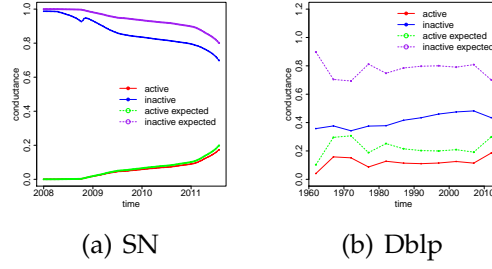 1.0
0.8
0.6
0.4
0.2
0.0
conductance
active
inactive
active expected
inactive expected
2008 2009 2010 2011
time
(a) SN
1.2
1.0
0.8
0.6
0.4
0.2
0.0
conductance
active
inactive
active expected
inactive expected
1960 1970 1980 1990 2000 2010
time
(b) Dblp